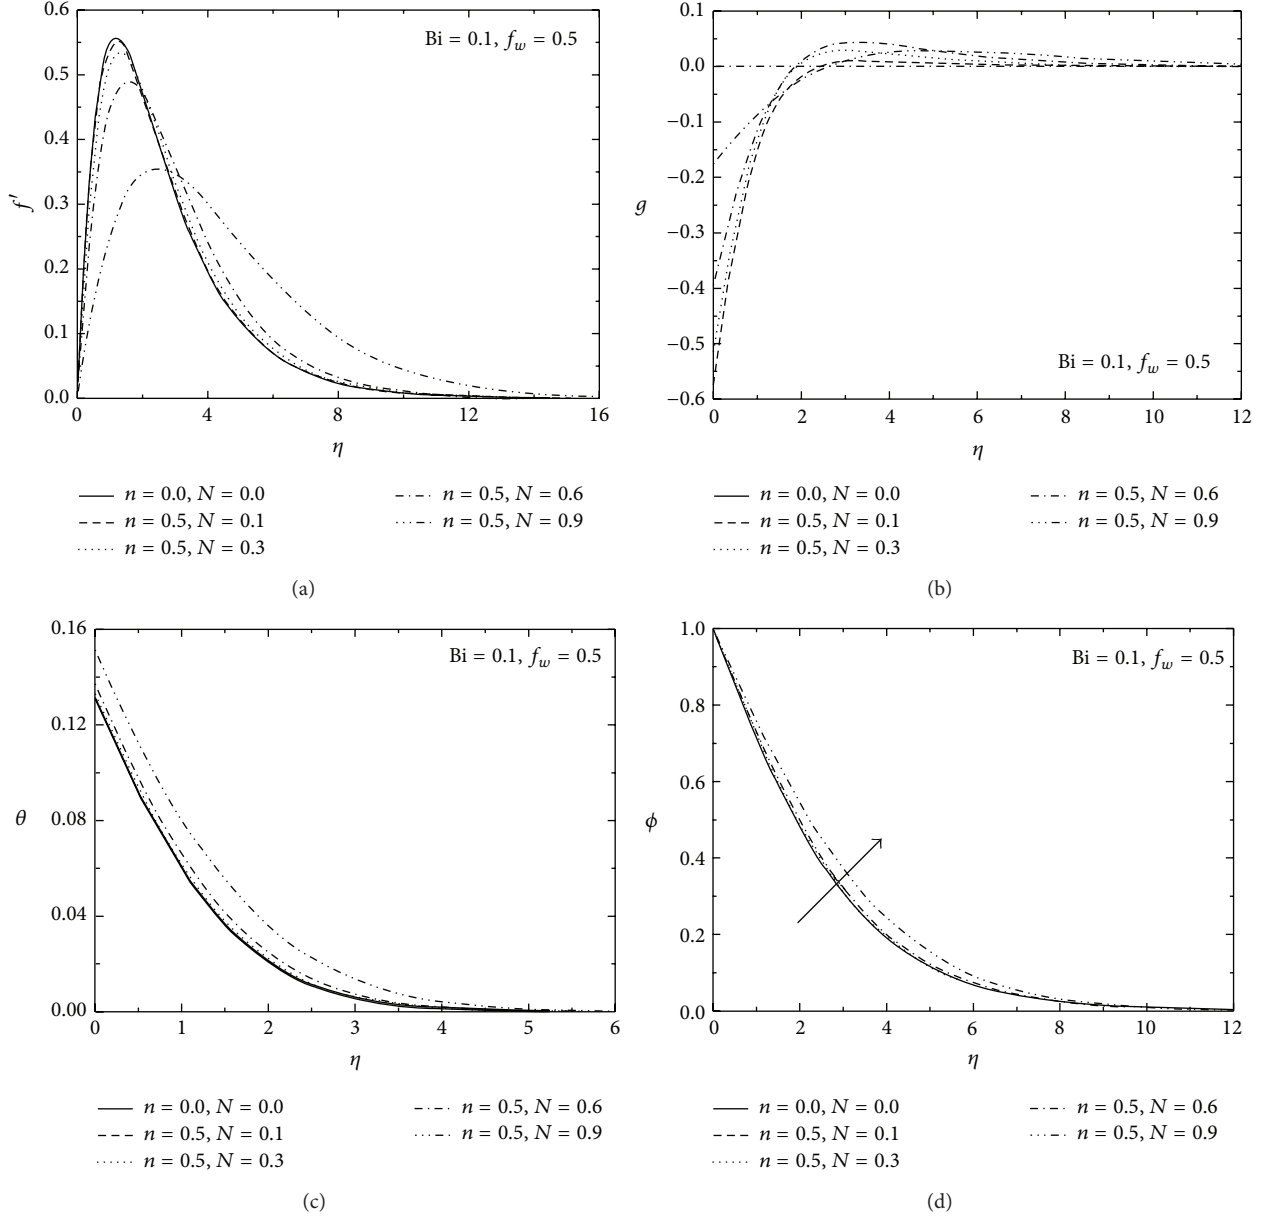 0.6
0.5
0.4
0.3
0.2
0.1
0.0
f′
0 4 8 12 16
η
Bi = 0.1, f_w = 0.5
n = 0.0, N = 0.0
n = 0.5, N = 0.1
n = 0.5, N = 0.3
n = 0.5, N = 0.6
n = 0.5, N = 0.9
(a)
0.1
0.0
−0.1
−0.2
−0.3
−0.4
−0.5
−0.6
g
0 2 4 6 8 10 12
η
Bi = 0.1, f_w = 0.5
n = 0.0, N = 0.0
n = 0.5, N = 0.1
n = 0.5, N = 0.3
n = 0.5, N = 0.6
n = 0.5, N = 0.9
(b)
0.16
0.12
0.08
0.04
0.00
θ
0 1 2 3 4 5 6
η
Bi = 0.1, f_w = 0.5
n = 0.0, N = 0.0
n = 0.5, N = 0.1
n = 0.5, N = 0.3
n = 0.5, N = 0.6
n = 0.5, N = 0.9
(c)
1.0
0.8
0.6
0.4
0.2
0.0
ϕ
0 2 4 6 8 10 12
η
Bi = 0.1, f_w = 0.5
n = 0.0, N = 0.0
n = 0.5, N = 0.1
n = 0.5, N = 0.3
n = 0.5, N = 0.6
n = 0.5, N = 0.9
(d)